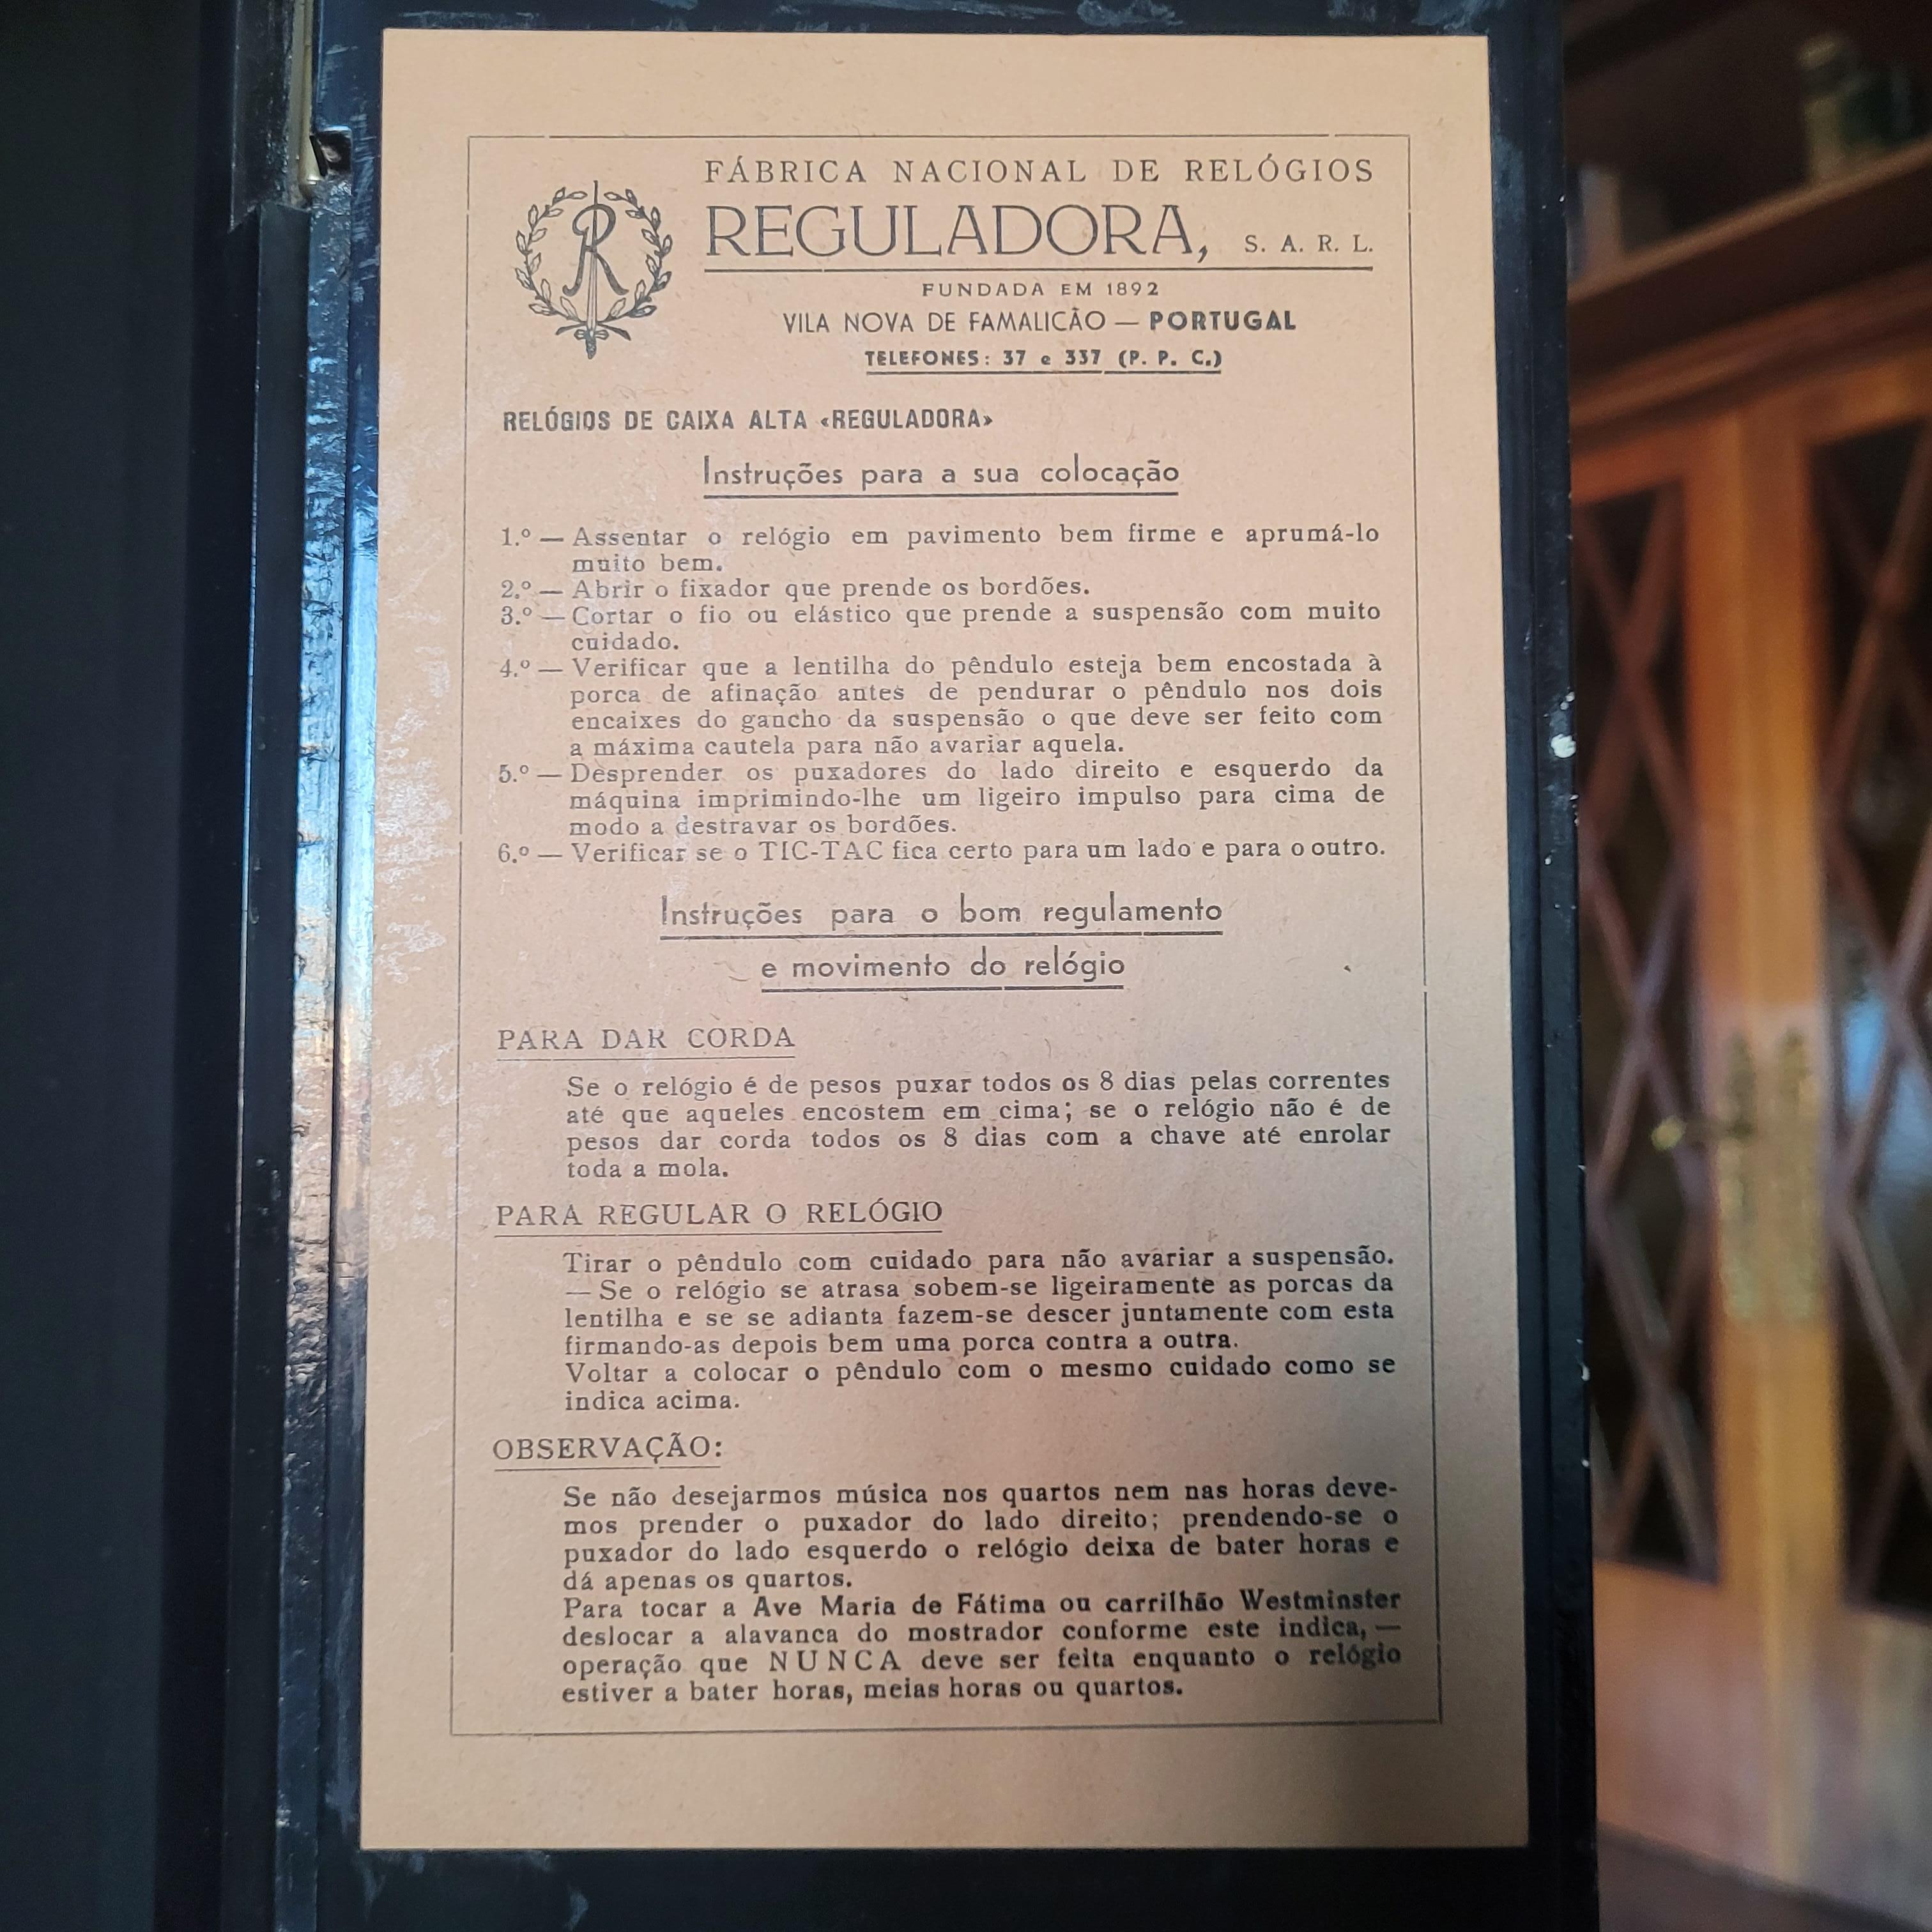 FÁBRICA NACIONAL DE RELÓGIOS
R
REGULADORA, S. A. R. L.
FUNDADA EM 1892
VILA NOVA DE FAMALICÃO — PORTUGAL
TELEFONES: 37 e 337 (P. P. C.)
RELÓGIOS DE CAIXA ALTA «REGULADORA»
Instruções para a sua colocação
1.º — Assentar o relógio em pavimento bem firme e aprumá-lo
muito bem.
2.º — Abrir o fixador que prende os bordões.
3.º — Cortar o fio ou elástico que prende a suspensão com muito
cuidado.
4.º — Verificar que a lentilha do pêndulo esteja bem encostada à
porca de afinação antes de pendurar o pêndulo nos dois
encaixes do gancho da suspensão o que deve ser feito com
a máxima cautela para não avariar aquela.
5.º — Desprender os puxadores do lado direito e esquerdo da
máquina imprimindo-lhe um ligeiro impulso para cima de
modo a destravar os bordões.
6.º — Verificar se o TIC-TAC fica certo para um lado e para o outro.
Instruções para o bom regulamento
e movimento do relógio
PARA DAR CORDA
Se o relógio é de pesos puxar todos os 8 dias pelas correntes
até que aqueles encostem em cima; se o relógio não é de
pesos dar corda todos os 8 dias com a chave até enrolar
toda a mola.
PARA REGULAR O RELÓGIO
Tirar o pêndulo com cuidado para não avariar a suspensão.
— Se o relógio se atrasa sobem-se ligeiramente as porcas da
lentilha e se se adianta fazem-se descer juntamente com esta
firmando-as depois bem uma porca contra a outra.
Voltar a colocar o pêndulo com o mesmo cuidado como se
indica acima.
OBSERVAÇÃO:
Se não desejarmos música nos quartos nem nas horas deve-
mos prender o puxador do lado direito; prendendo-se o
puxador do lado esquerdo o relógio deixa de bater horas e
dá apenas os quartos.
Para tocar a Ave Maria de Fátima ou carrilhão Westminster
deslocar a alavanca do mostrador conforme este indica, —
operação que NUNCA deve ser feita enquanto o relógio
estiver a bater horas, meias horas ou quartos.